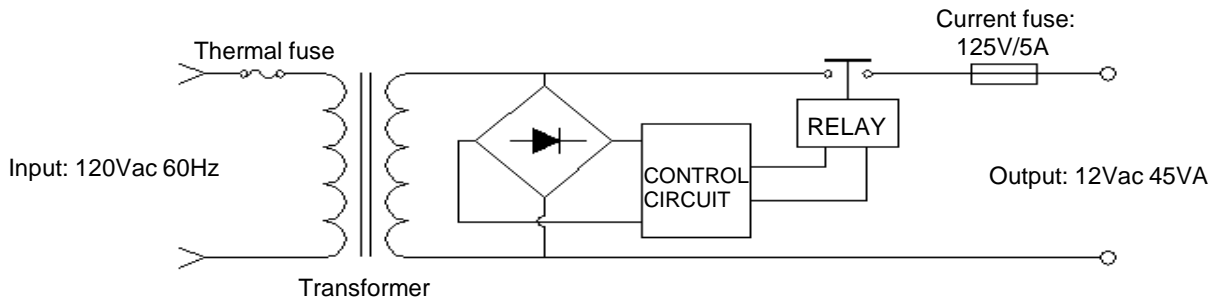 Current fuse:
125V/5A
Thermal fuse
RELAY
Input: 120Vac 60Hz
CONTROL
CIRCUIT
Output: 12Vac 45VA
Transformer